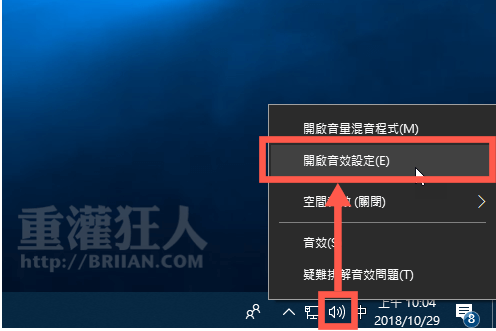 開啟音量混音程式(M)
開啟音效設定(E)
空間 (關閉)
重灌狂人
http://BRIIAN.COM
音效(S
疑難排解音效問題(T)
中
上午 10:04
2018/10/29
8